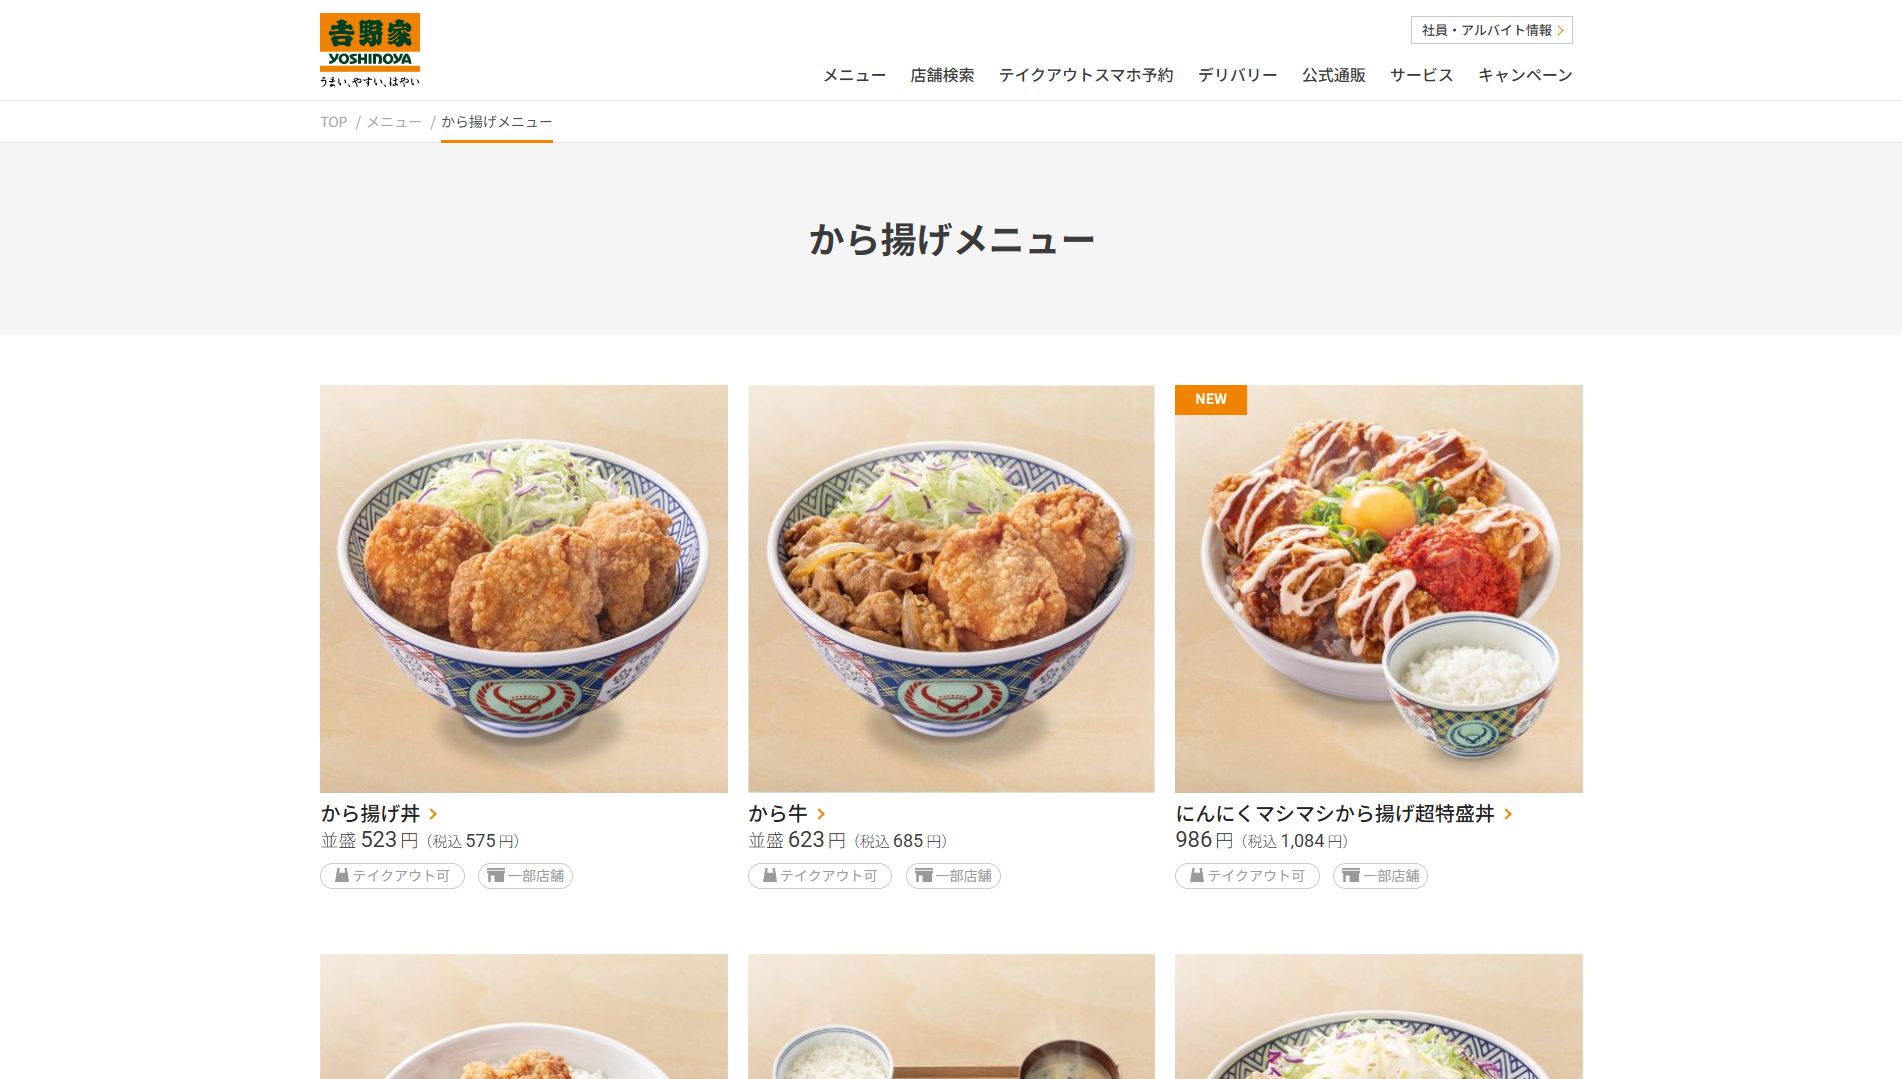 吉野家
YOSHINOYA
うまい、やすい、はやい
社員・アルバイト情報
メニュー 店舗検索 テイクアウトスマホ予約 デリバリー 公式通販 サービス キャンペーン
TOP / メニュー / から揚げメニュー
から揚げメニュー
NEW
から揚げ丼
並盛 523 円（税込 575 円）
テイクアウト可 一部店舗
から牛
並盛 623 円（税込 685 円）
テイクアウト可 一部店舗
にんにくマシマシから揚げ超特盛丼
986 円（税込 1,084 円）
テイクアウト可 一部店舗